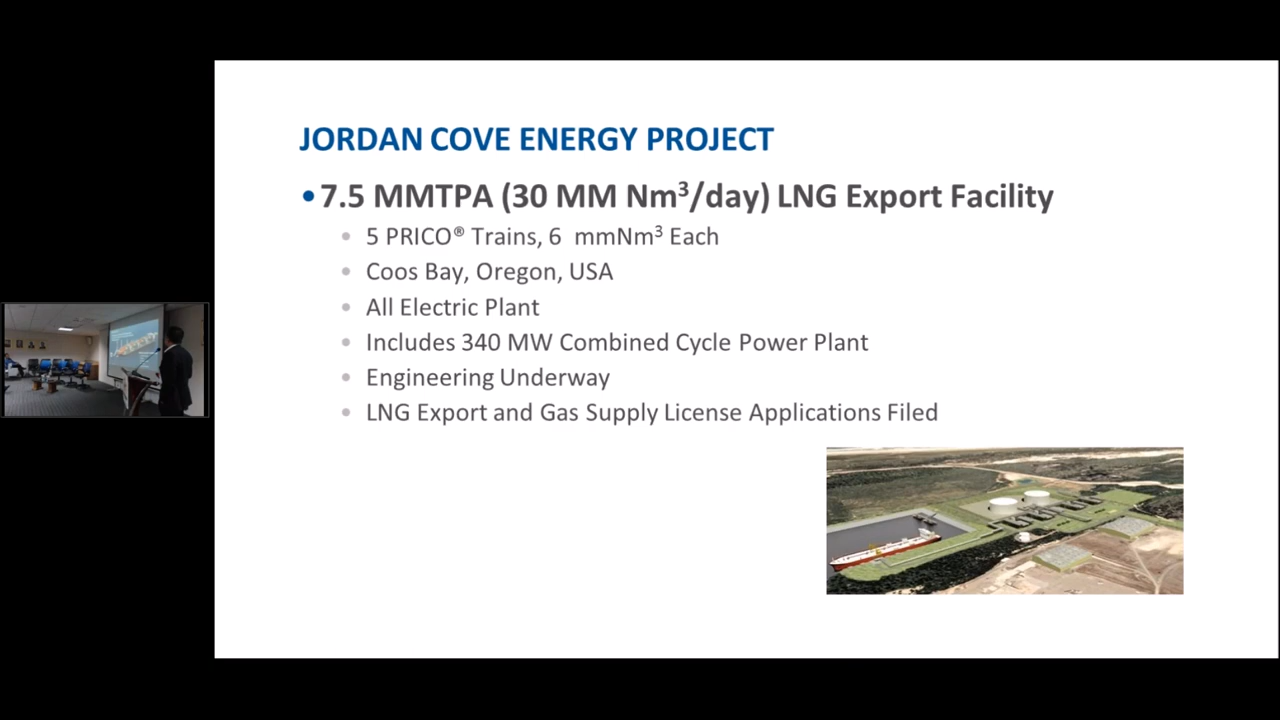 JORDAN COVE ENERGY PROJECT
•7.5 MMTPA (30 MM Nm³/day) LNG Export Facility
• 5 PRICO® Trains, 6 mmNm³ Each
• Coos Bay, Oregon, USA
• All Electric Plant
• Includes 340 MW Combined Cycle Power Plant
• Engineering Underway
• LNG Export and Gas Supply License Applications Filed